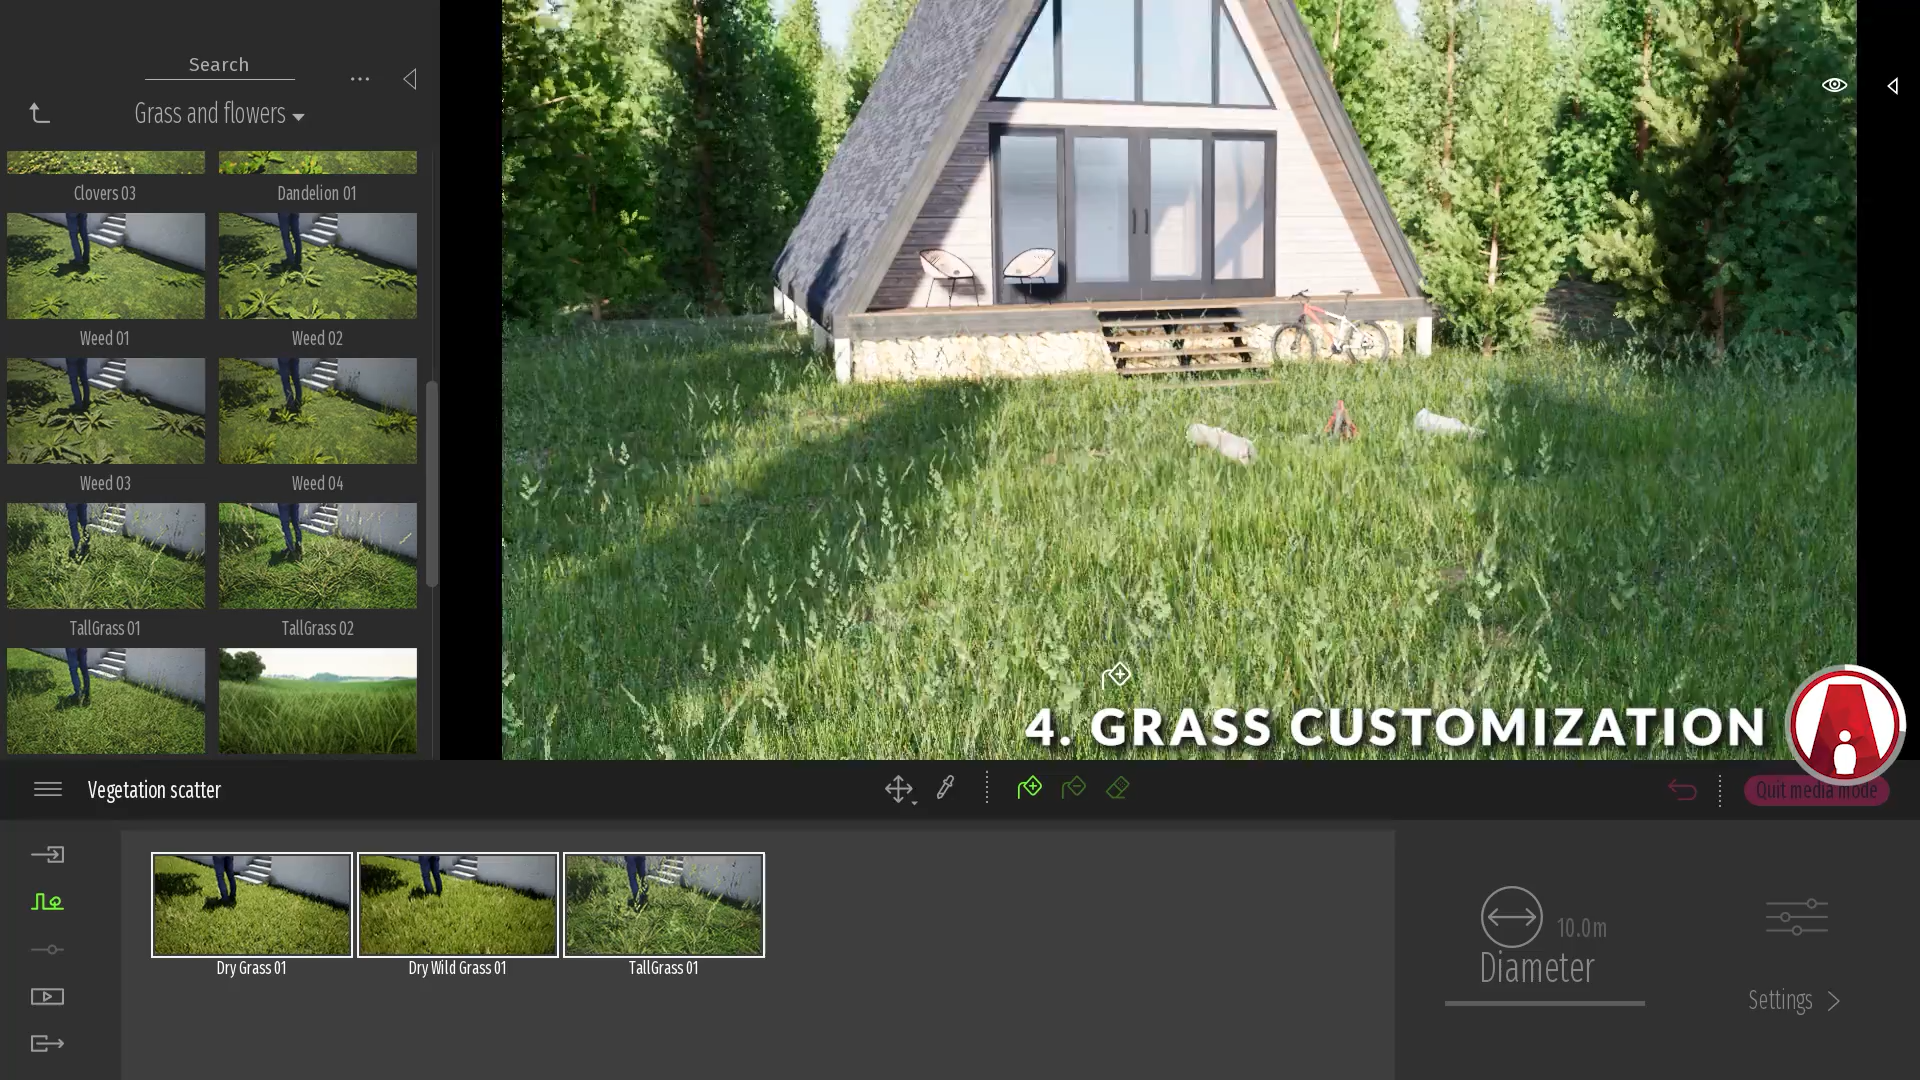 Search
...
Grass and flowers
Clovers 03
Dandelion 01
Weed 01
Weed 02
Weed 03
Weed 04
TallGrass 01
TallGrass 02
4. GRASS CUSTOMIZATION
Vegetation scatter
Quit media mode
Dry Grass 01
Dry Wild Grass 01
TallGrass 01
10.0m
Diameter
Settings